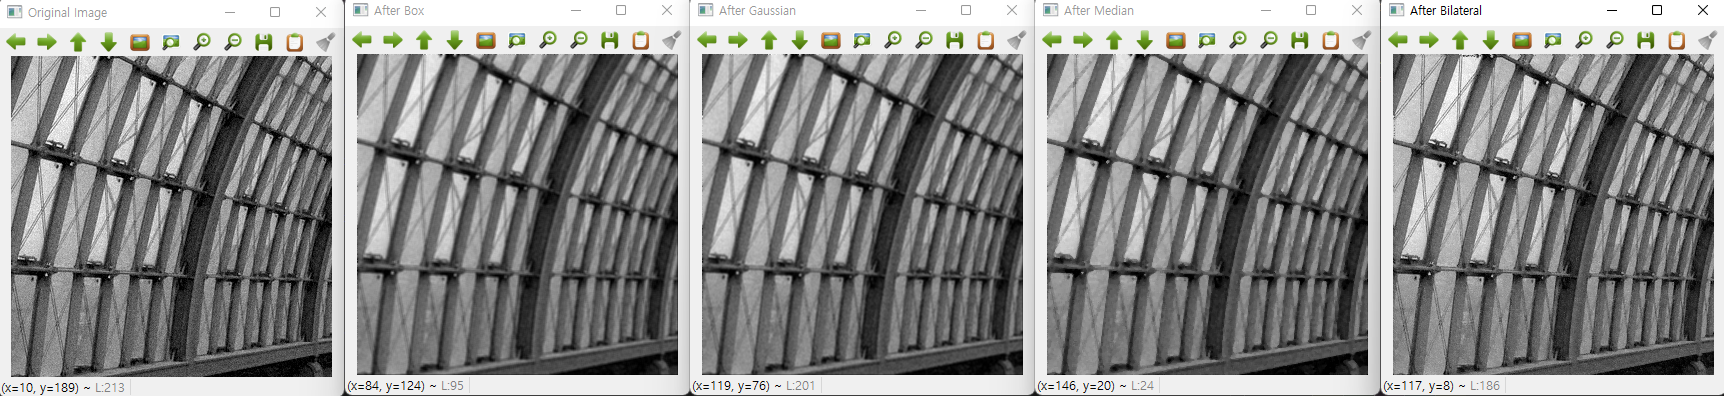 Original Image
After Box
After Gaussian
After Median
After Bilateral
(x=10, y=189) ~ L:213
(x=84, y=124) ~ L:95
(x=119, y=76) ~ L:201
(x=146, y=20) ~ L:24
(x=117, y=8) ~ L:186